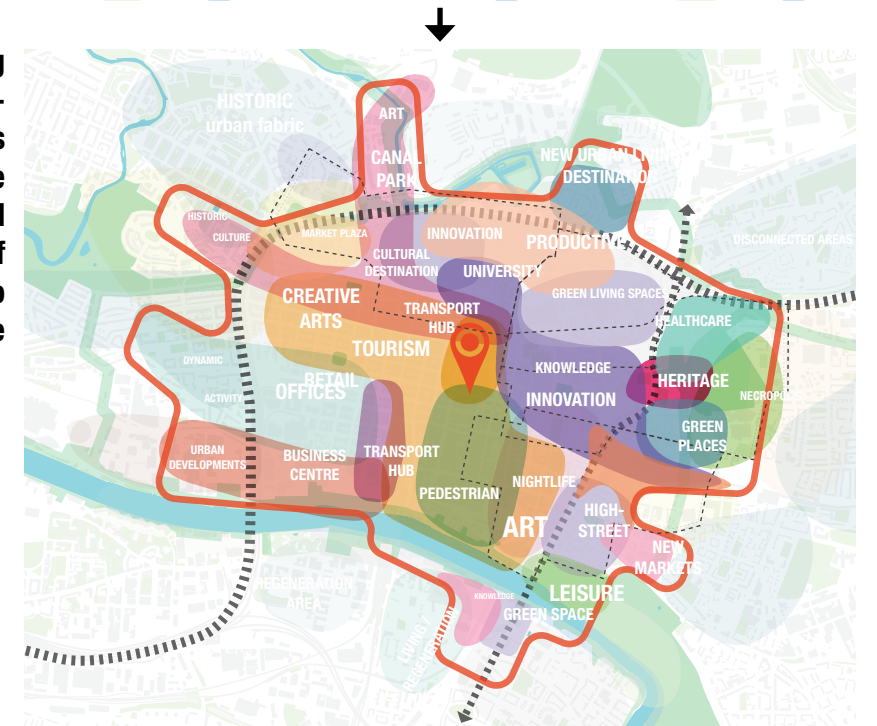 g
-
s
e
d
f
o
e
HISTORIC
urban fabric
ART
CANAL
PARK
NEW URBAN LIVING
DESTINATION
HISTORIC
CULTURE
MARKET PLAZA
INNOVATION
PRODUCTIVE
DISCONNECTED AREAS
CULTURAL
DESTINATION
UNIVERSITY
CREATIVE
ARTS
GREEN LIVING SPACES
TRANSPORT
HUB
HEALTHCARE
TOURISM
DYNAMIC
KNOWLEDGE
HERITAGE
RETAIL
OFFICES
ACTIVITY
INNOVATION
NECROPOLIS
GREEN
PLACES
URBAN
DEVELOPMENTS
BUSINESS
CENTRE
TRANSPORT
HUB
PEDESTRIAN
NIGHTLIFE
ART
HIGH-
STREET
NEW
MARKETS
REGENERATION
AREA
KNOWLEDGE
LEISURE
GREEN SPACE
LIVING
REGENERATION